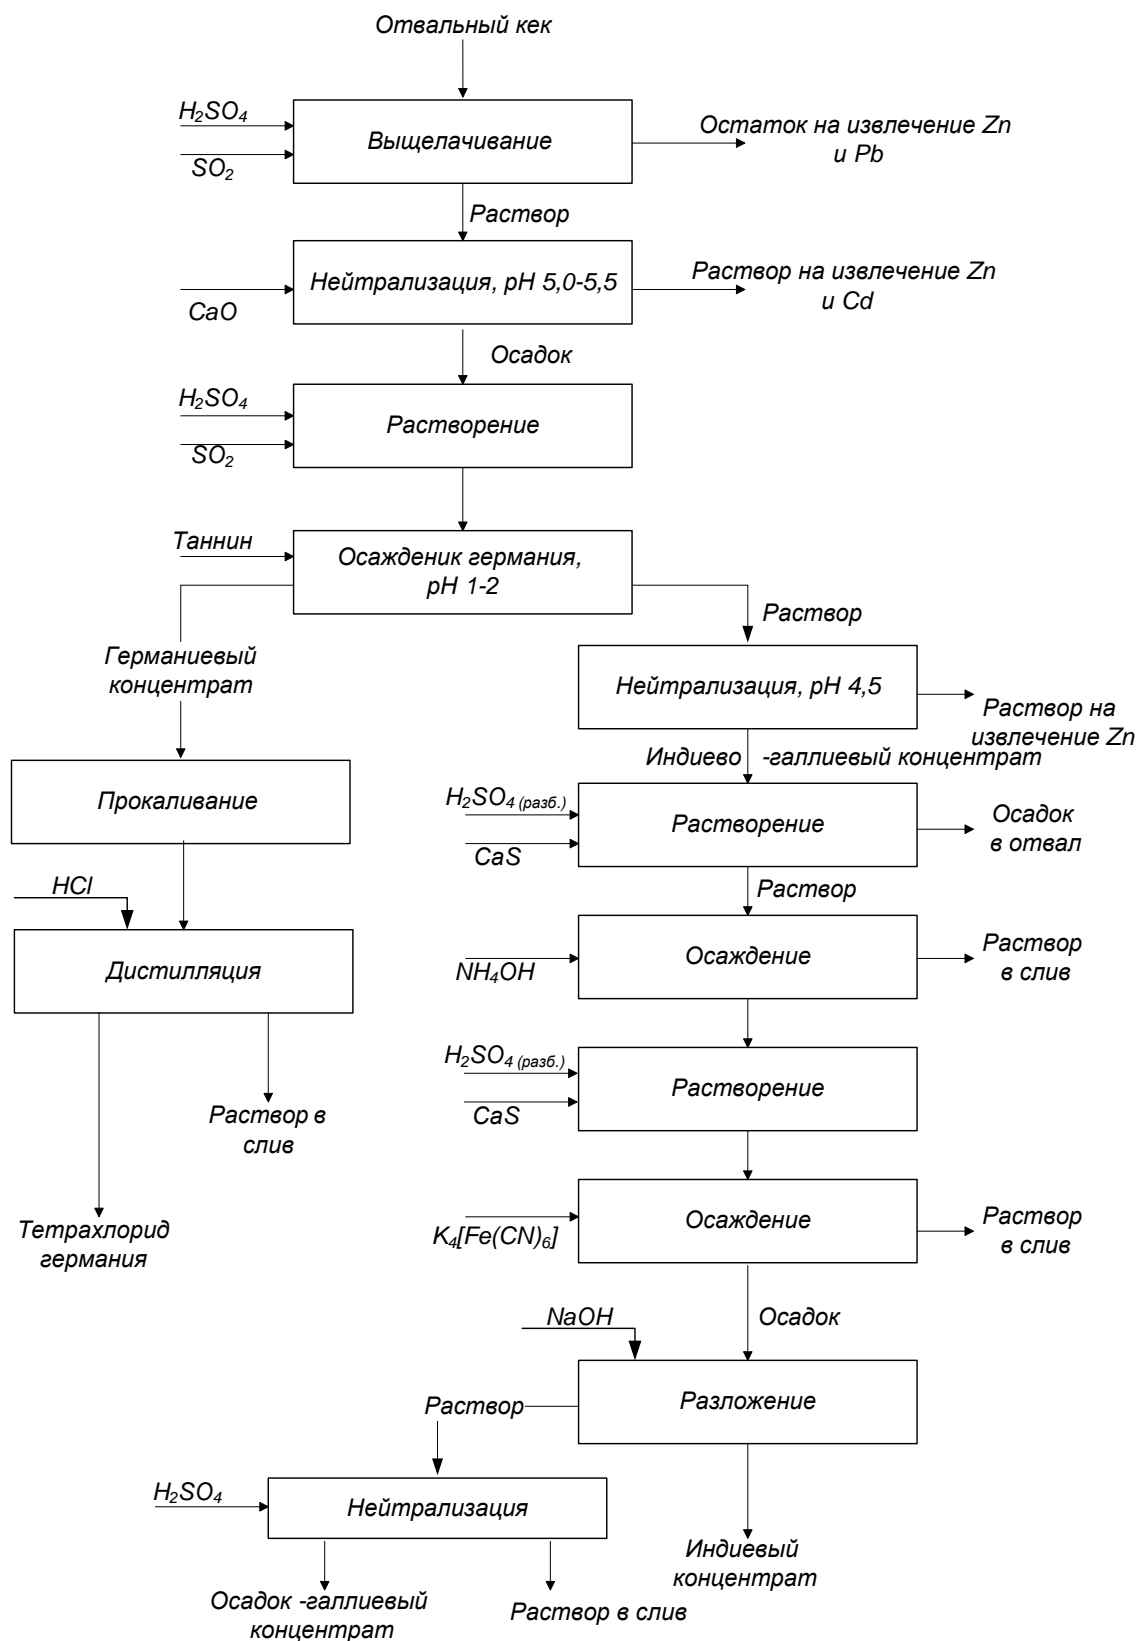 Отвальный кек
H₂SO₄
SO₂
Выщелачивание
Остаток на извлечение Zn
и Pb
Раствор
CaO
Нейтрализация, pH 5,0-5,5
Раствор на извлечение Zn
и Cd
Осадок
H₂SO₄
SO₂
Растворение
Таннин
Осажденик германия,
pH 1-2
Германиевый
концентрат
Раствор
Нейтрализация, pH 4,5
Раствор на
извлечение Zn
Индиево -галлиевый концентрат
Прокаливание
H₂SO₄ (разб.)
CaS
Растворение
Осадок
в отвал
Раствор
HCl
Дистилляция
NH₄OH
Осаждение
Раствор
в слив
H₂SO₄ (разб.)
CaS
Растворение
Раствор в
слив
Тетрахлорид
германия
K₄[Fe(CN)₆]
Осаждение
Раствор
в слив
NaOH
Осадок
Разложение
Раствор
H₂SO₄
Нейтрализация
Индиевый
концентрат
Осадок -галлиевый
концентрат
Раствор в слив